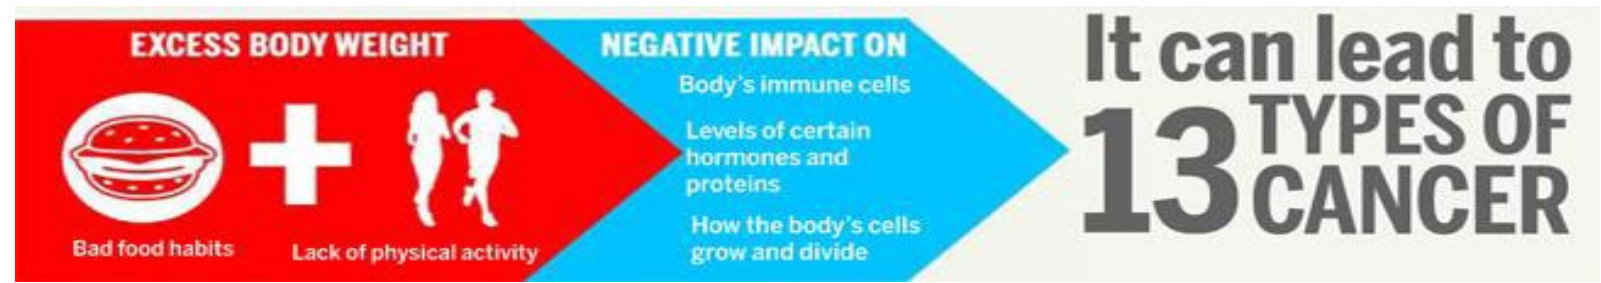 EXCESS BODY WEIGHT
Bad food habits
Lack of physical activity
NEGATIVE IMPACT ON
Body's immune cells
Levels of certain
hormones and
proteins
How the body's cells
grow and divide
It can lead to
13 TYPES OF
CANCER